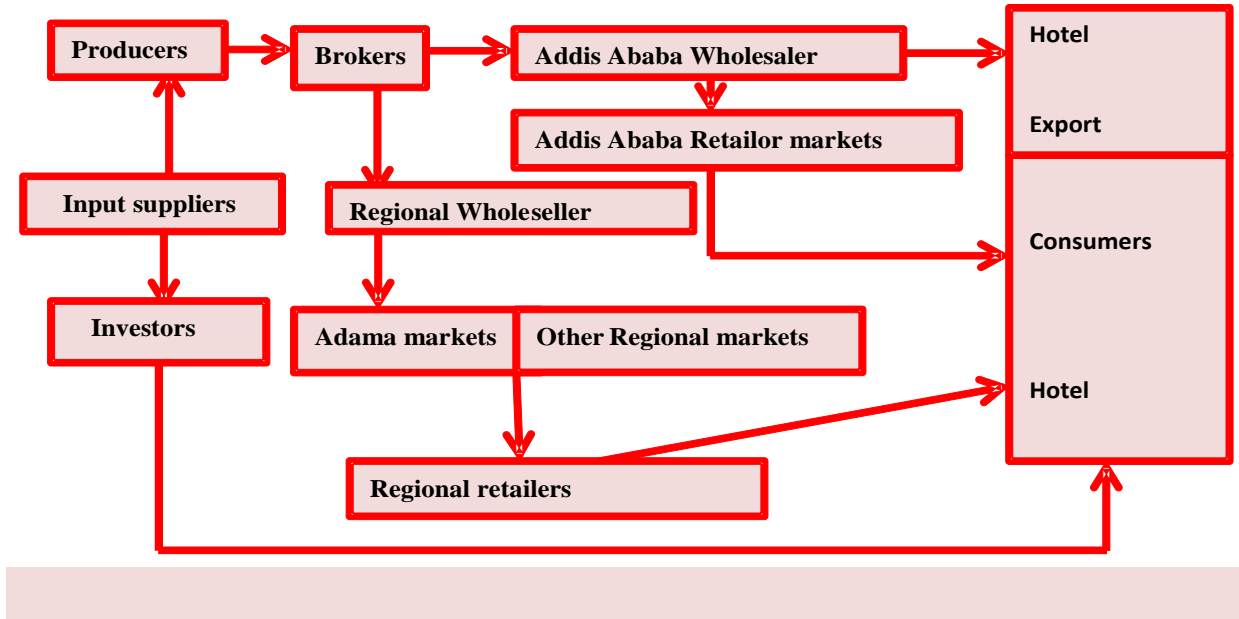 Producers
Brokers
Addis Ababa Wholesaler
Hotel
Export
Addis Ababa Retailor markets
Input suppliers
Regional Wholeseller
Consumers
Investors
Adama markets
Other Regional markets
Hotel
Regional retailers